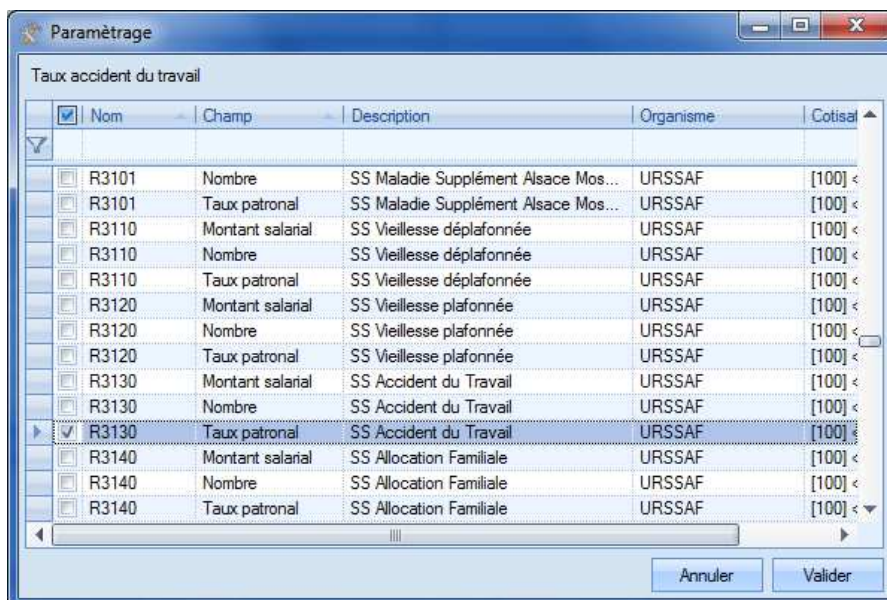 Paramètrage
Taux accident du travail
Nom Champ Description Organisme Cotisat
R3101 Nombre SS Maladie Supplément Alsace Mos... URSSAF [100] <
R3101 Taux patronal SS Maladie Supplément Alsace Mos... URSSAF [100] <
R3110 Montant salarial SS Vieillesse déplafonnée URSSAF [100] <
R3110 Nombre SS Vieillesse déplafonnée URSSAF [100] <
R3110 Taux patronal SS Vieillesse déplafonnée URSSAF [100] <
R3120 Montant salarial SS Vieillesse plafonnée URSSAF [100] <
R3120 Nombre SS Vieillesse plafonnée URSSAF [100] <
R3120 Taux patronal SS Vieillesse plafonnée URSSAF [100] <
R3130 Montant salarial SS Accident du Travail URSSAF [100] <
R3130 Nombre SS Accident du Travail URSSAF [100] <
R3130 Taux patronal SS Accident du Travail URSSAF [100] <
R3140 Montant salarial SS Allocation Familiale URSSAF [100] <
R3140 Nombre SS Allocation Familiale URSSAF [100] <
R3140 Taux patronal SS Allocation Familiale URSSAF [100] <
Annuler Valider